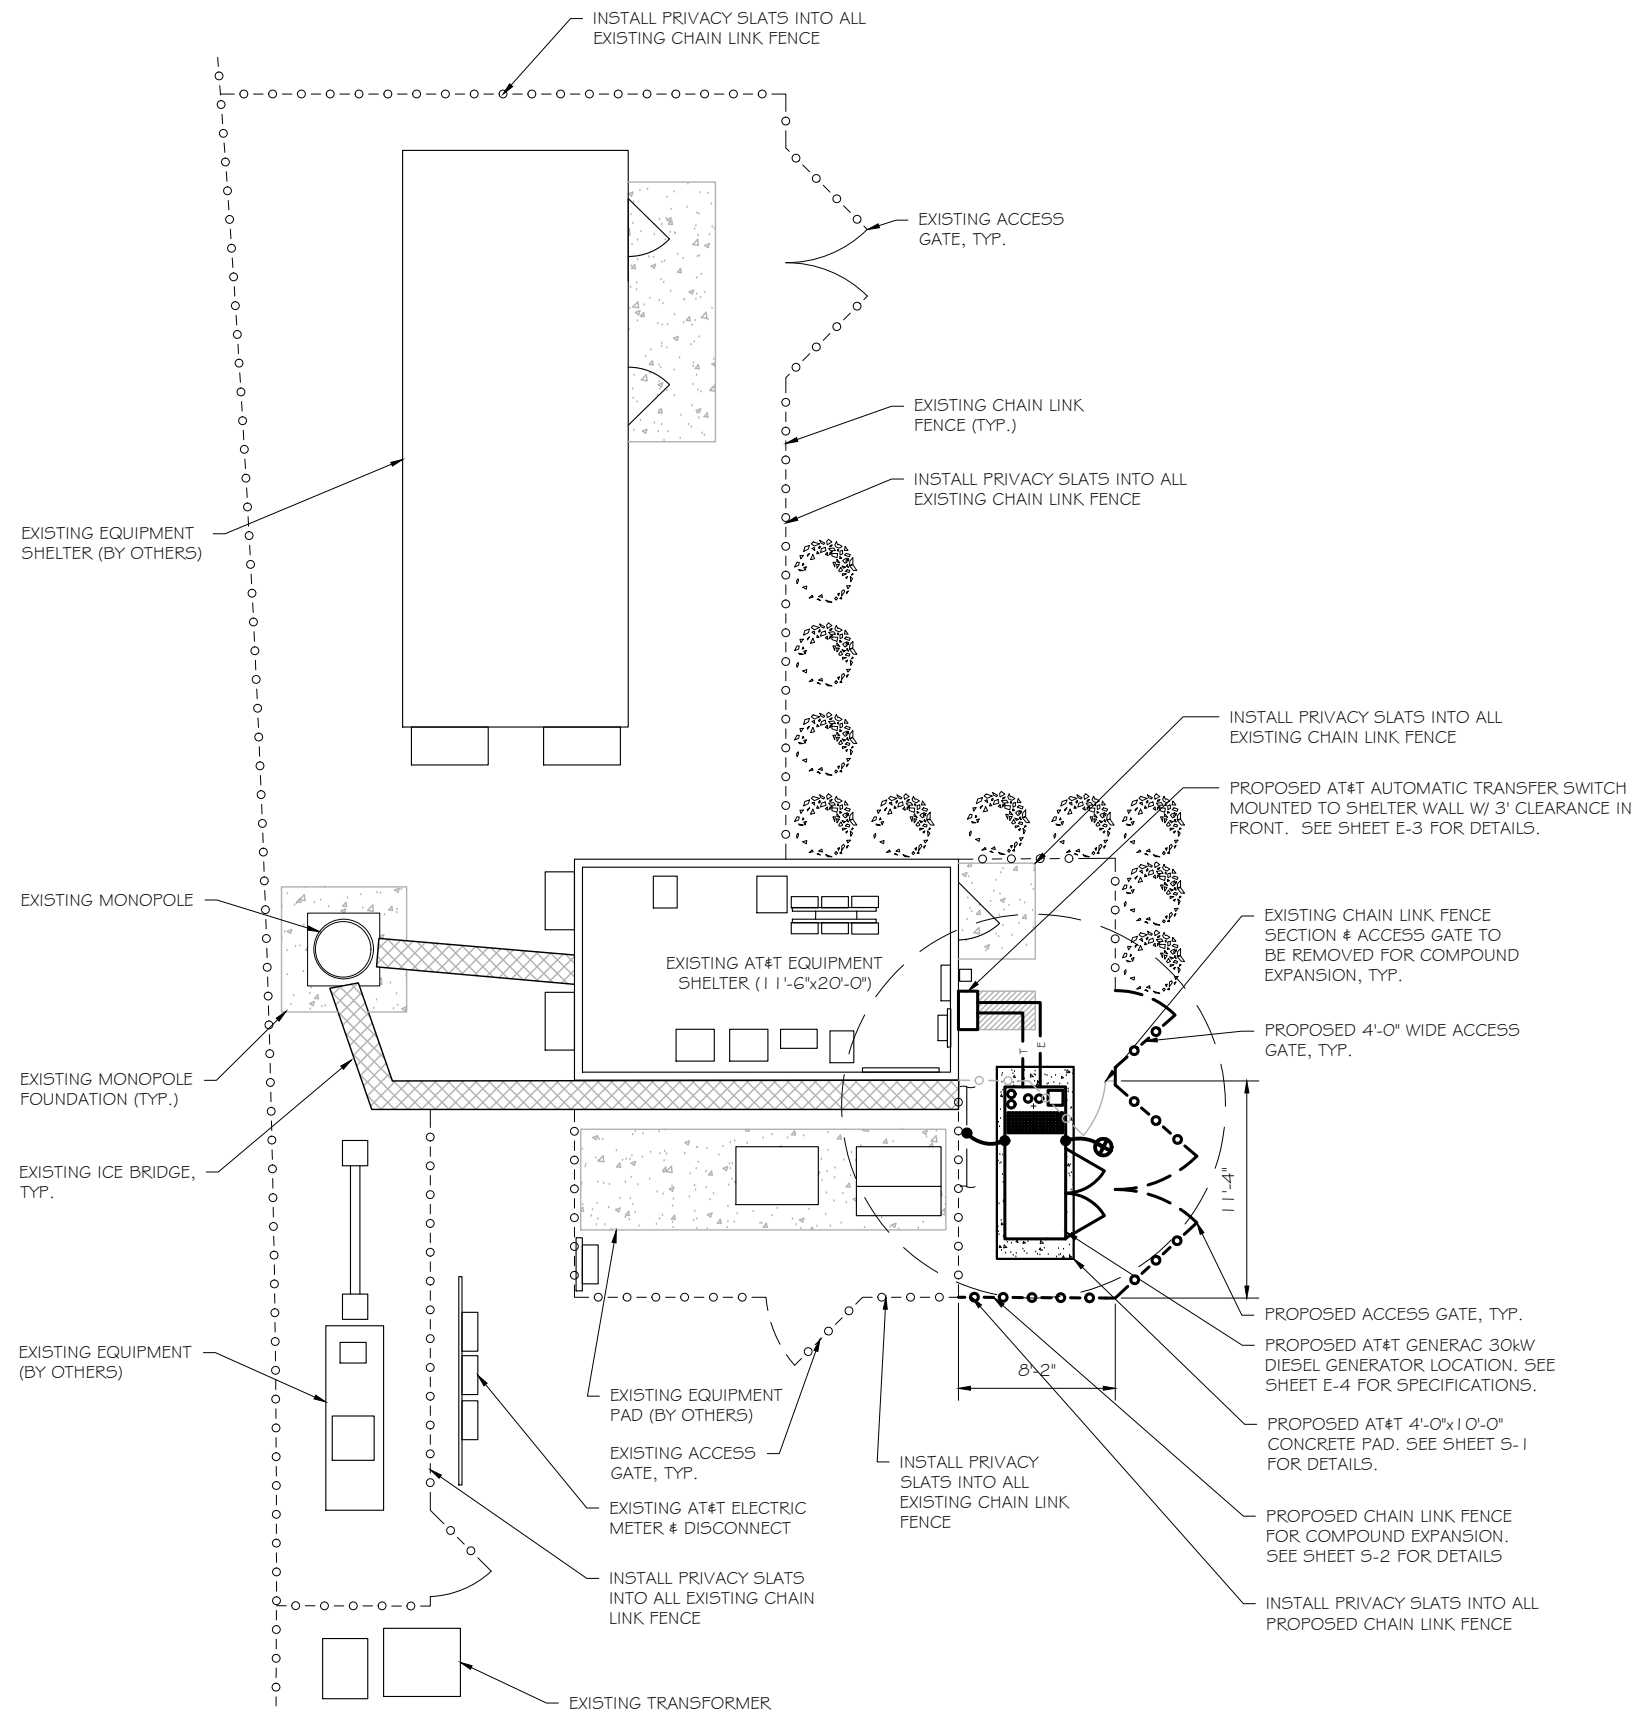 INSTALL PRIVACY SLATS INTO ALL
EXISTING CHAIN LINK FENCE
EXISTING ACCESS
GATE, TYP.
EXISTING CHAIN LINK
FENCE (TYP.)
INSTALL PRIVACY SLATS INTO ALL
EXISTING CHAIN LINK FENCE
EXISTING EQUIPMENT
SHELTER (BY OTHERS)
INSTALL PRIVACY SLATS INTO ALL
EXISTING CHAIN LINK FENCE
PROPOSED AT&T AUTOMATIC TRANSFER SWITCH
MOUNTED TO SHELTER WALL W/ 3' CLEARANCE IN
FRONT. SEE SHEET E-3 FOR DETAILS.
EXISTING MONOPOLE
EXISTING CHAIN LINK FENCE
SECTION & ACCESS GATE TO
BE REMOVED FOR COMPOUND
EXPANSION, TYP.
EXISTING AT&T EQUIPMENT
SHELTER (11'-6"x20'-0")
PROPOSED 4'-0" WIDE ACCESS
GATE, TYP.
T
E
EXISTING MONOPOLE
FOUNDATION (TYP.)
EXISTING ICE BRIDGE,
TYP.
11'-4"
PROPOSED ACCESS GATE, TYP.
PROPOSED AT&T GENERAC 30kW
DIESEL GENERATOR LOCATION. SEE
SHEET E-4 FOR SPECIFICATIONS.
EXISTING EQUIPMENT
(BY OTHERS)
8'-2"
EXISTING EQUIPMENT
PAD (BY OTHERS)
PROPOSED AT&T 4'-0"x10'-0"
CONCRETE PAD. SEE SHEET S-1
FOR DETAILS.
EXISTING ACCESS
GATE, TYP.
INSTALL PRIVACY
SLATS INTO ALL
EXISTING CHAIN LINK
FENCE
EXISTING AT&T ELECTRIC
METER & DISCONNECT
PROPOSED CHAIN LINK FENCE
FOR COMPOUND EXPANSION.
SEE SHEET S-2 FOR DETAILS
INSTALL PRIVACY SLATS
INTO ALL EXISTING CHAIN
LINK FENCE
INSTALL PRIVACY SLATS INTO ALL
PROPOSED CHAIN LINK FENCE
EXISTING TRANSFORMER